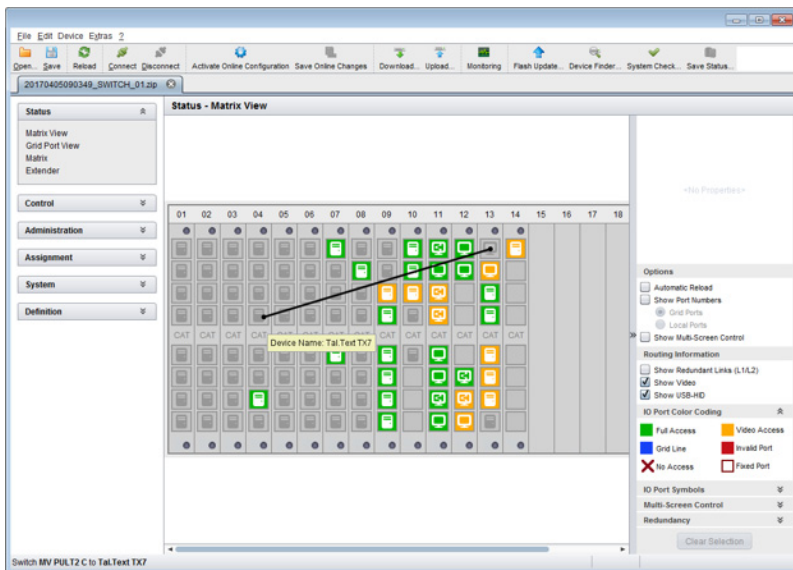 File Edit Device Extras ?
Open... Save Reload Connect Disconnect Activate Online Configuration Save Online Changes Download... Upload... Monitoring Flash Update... Device Finder... System Check... Save Status...
20170405090349_SWITCH_01.zip
Status
Matrix View
Grid Port View
Matrix
Extender
Control
Administration
Assignment
System
Definition
Status - Matrix View
01 02 03 04 05 06 07 08 09 10 11 12 13 14 15 16 17 18
CAT CAT CAT CAT CAT CAT CAT CAT CAT CAT CAT CAT CAT CAT
Device Name: Tal.Text TX7
<No Properties>
Options
Automatic Reload
Show Port Numbers
Grid Ports
Local Ports
Show Multi-Screen Control
Routing Information
Show Redundant Links (L1/L2)
Show Video
Show USB-HID
IO Port Color Coding
Full Access Video Access
Grid Line Invalid Port
No Access Fixed Port
IO Port Symbols
Multi-Screen Control
Redundancy
Clear Selection
Switch MV PULT2 C to Tal.Text TX7